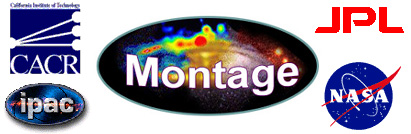 California Institute of Technology
CACR
ipac
Montage
JPL
NASA